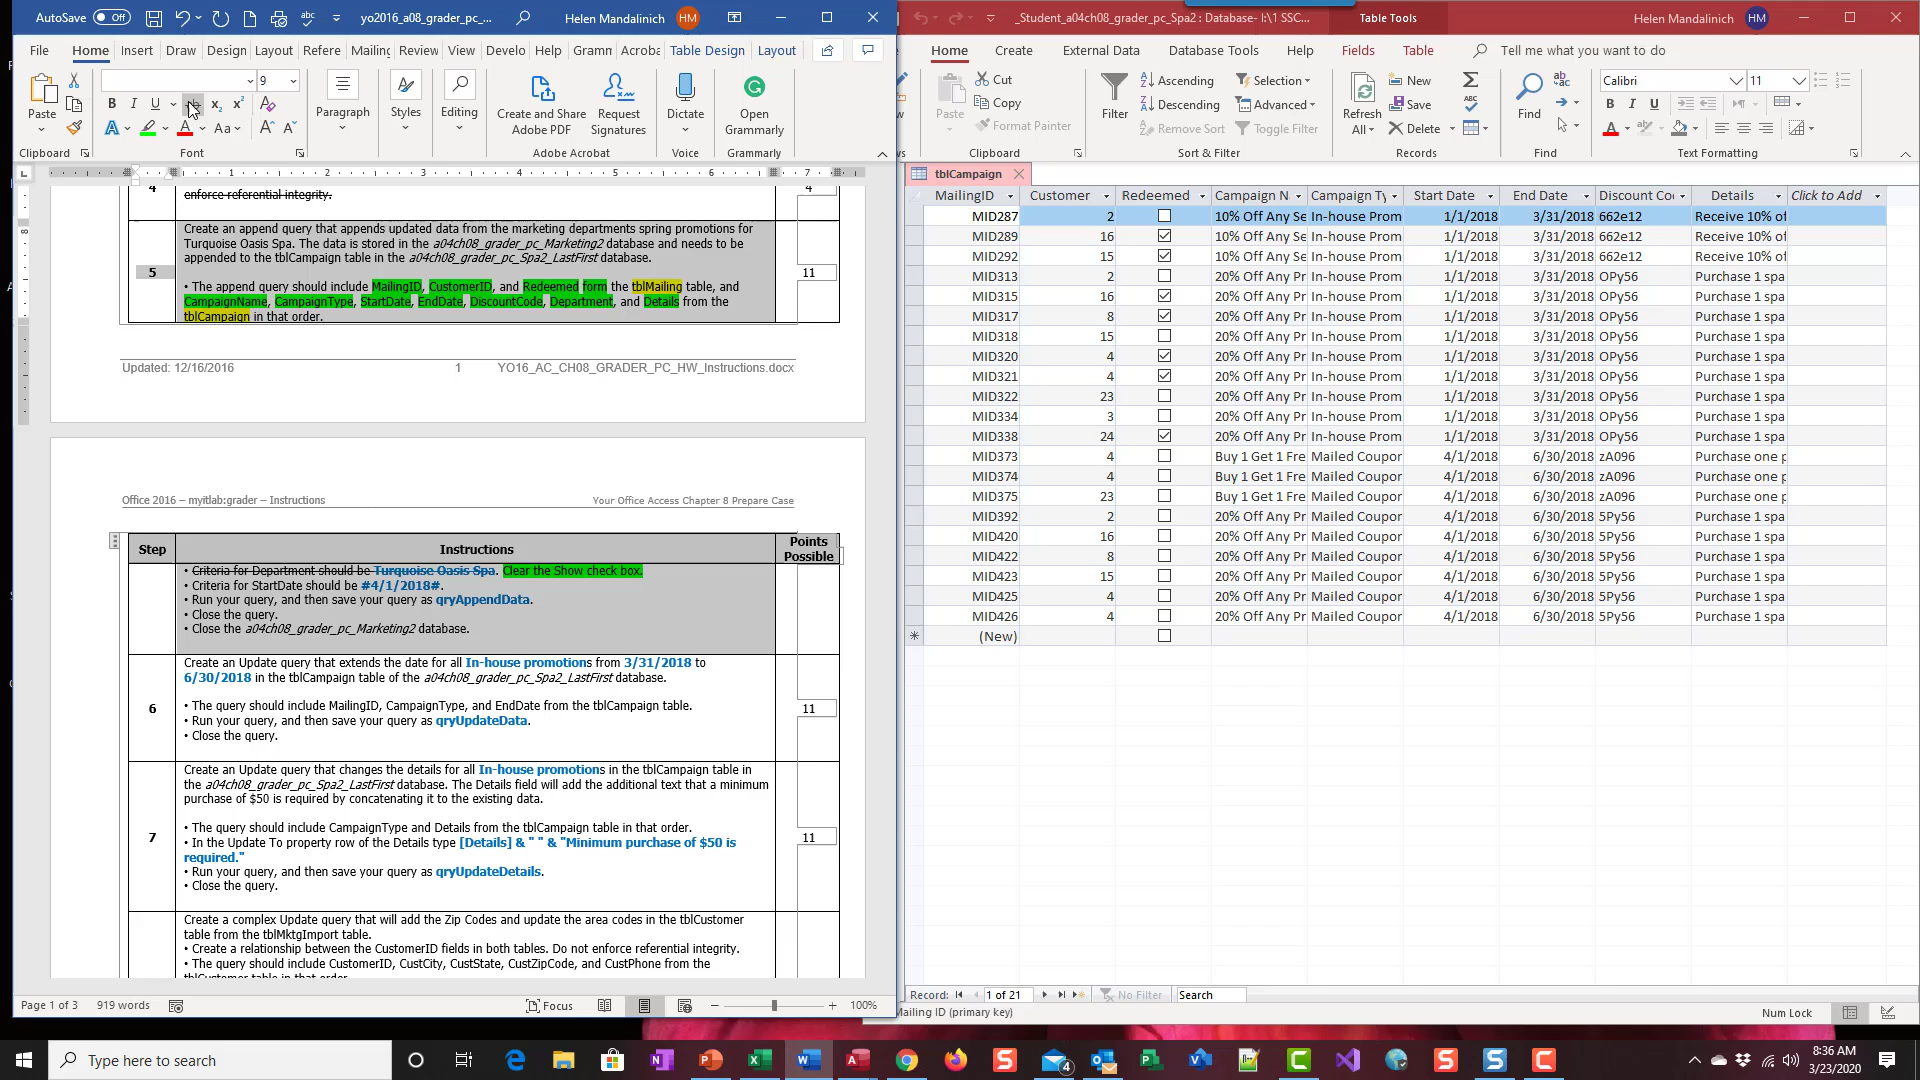 AutoSave Off yo2016_a08_grader_pc_... Helen Mandalinich HM
File Home Insert Draw Design Layout Refere Mailing Review View Develo Help Gramm Acroba Table Design Layout
Paste 9
B I U
A A Aa A A
Paragraph Styles Editing Create and Share Adobe PDF Request Signatures Dictate Open Grammarly
Clipboard Font Adobe Acrobat Voice Grammarly
1 2 3 4 5 6 7
4 enforce referential integrity. 4
Create an append query that appends updated data from the marketing departments spring promotions for
Turquoise Oasis Spa. The data is stored in the a04ch08_grader_pc_Marketing2 database and needs to be
appended to the tblCampaign table in the a04ch08_grader_pc_Spa2_LastFirst database.
5 11
• The append query should include MailingID, CustomerID, and Redeemed form the tblMailing table, and
CampaignName, CampaignType, StartDate, EndDate, DiscountCode, Department, and Details from the
tblCampaign in that order.
Updated: 12/16/2016 1 YO16_AC_CH08_GRADER_PC_HW_Instructions.docx
Office 2016 – myitlab:grader – Instructions Your Office Access Chapter 8 Prepare Case
Step Instructions Points Possible
• Criteria for Department should be Turquoise Oasis Spa. Clear the Show check box.
• Criteria for StartDate should be #4/1/2018#.
• Run your query, and then save your query as qryAppendData.
• Close the query.
• Close the a04ch08_grader_pc_Marketing2 database.
Create an Update query that extends the date for all In-house promotions from 3/31/2018 to
6/30/2018 in the tblCampaign table of the a04ch08_grader_pc_Spa2_LastFirst database.
6 11
• The query should include MailingID, CampaignType, and EndDate from the tblCampaign table.
• Run your query, and then save your query as qryUpdateData.
• Close the query.
Create an Update query that changes the details for all In-house promotions in the tblCampaign table in
the a04ch08_grader_pc_Spa2_LastFirst database. The Details field will add the additional text that a minimum
purchase of $50 is required by concatenating it to the existing data.
7 11
• The query should include CampaignType and Details from the tblCampaign table in that order.
• In the Update To property row of the Details type [Details] & " " & "Minimum purchase of $50 is
required."
• Run your query, and then save your query as qryUpdateDetails.
• Close the query.
Create a complex Update query that will add the Zip Codes and update the area codes in the tblCustomer
table from the tblMktgImport table.
• Create a relationship between the CustomerID fields in both tables. Do not enforce referential integrity.
• The query should include CustomerID, CustCity, CustState, CustZipCode, and CustPhone from the
tblCustomer table in that order.
Page 1 of 3 919 words Focus 100%
_Student_a04ch08_grader_pc_Spa2 : Database- I:\1 SSC... Table Tools Helen Mandalinich HM
Home Create External Data Database Tools Help Fields Table Tell me what you want to do
Paste Cut Copy Format Painter Filter Ascending Descending Remove Sort Selection Advanced Toggle Filter Refresh All New Save Delete Find Calibri 11 B I U
ws Clipboard Sort & Filter Records Find Text Formatting
tblCampaign
MailingID Customer Redeemed Campaign N Campaign Ty Start Date End Date Discount Co Details Click to Add
MID287 2 10% Off Any Se In-house Prom 1/1/2018 3/31/2018 662e12 Receive 10% of
MID289 16 10% Off Any Se In-house Prom 1/1/2018 3/31/2018 662e12 Receive 10% of
MID292 15 10% Off Any Se In-house Prom 1/1/2018 3/31/2018 662e12 Receive 10% of
MID313 2 20% Off Any Pr In-house Prom 1/1/2018 3/31/2018 OPy56 Purchase 1 spa
MID315 16 20% Off Any Pr In-house Prom 1/1/2018 3/31/2018 OPy56 Purchase 1 spa
MID317 8 20% Off Any Pr In-house Prom 1/1/2018 3/31/2018 OPy56 Purchase 1 spa
MID318 15 20% Off Any Pr In-house Prom 1/1/2018 3/31/2018 OPy56 Purchase 1 spa
MID320 4 20% Off Any Pr In-house Prom 1/1/2018 3/31/2018 OPy56 Purchase 1 spa
MID321 4 20% Off Any Pr In-house Prom 1/1/2018 3/31/2018 OPy56 Purchase 1 spa
MID322 23 20% Off Any Pr In-house Prom 1/1/2018 3/31/2018 OPy56 Purchase 1 spa
MID334 3 20% Off Any Pr In-house Prom 1/1/2018 3/31/2018 OPy56 Purchase 1 spa
MID338 24 20% Off Any Pr In-house Prom 1/1/2018 3/31/2018 OPy56 Purchase 1 spa
MID373 4 Buy 1 Get 1 Fre Mailed Coupor 4/1/2018 6/30/2018 zA096 Purchase one p
MID374 4 Buy 1 Get 1 Fre Mailed Coupor 4/1/2018 6/30/2018 zA096 Purchase one p
MID375 23 Buy 1 Get 1 Fre Mailed Coupor 4/1/2018 6/30/2018 zA096 Purchase one p
MID392 2 20% Off Any Pr Mailed Coupor 4/1/2018 6/30/2018 5Py56 Purchase 1 spa
MID420 16 20% Off Any Pr Mailed Coupor 4/1/2018 6/30/2018 5Py56 Purchase 1 spa
MID422 8 20% Off Any Pr Mailed Coupor 4/1/2018 6/30/2018 5Py56 Purchase 1 spa
MID423 15 20% Off Any Pr Mailed Coupor 4/1/2018 6/30/2018 5Py56 Purchase 1 spa
MID425 4 20% Off Any Pr Mailed Coupor 4/1/2018 6/30/2018 5Py56 Purchase 1 spa
MID426 4 20% Off Any Pr Mailed Coupor 4/1/2018 6/30/2018 5Py56 Purchase 1 spa
(New)
Record: 1 of 21 No Filter Search
Mailing ID (primary key) Num Lock
Type here to search 4 8:36 AM
3/23/2020